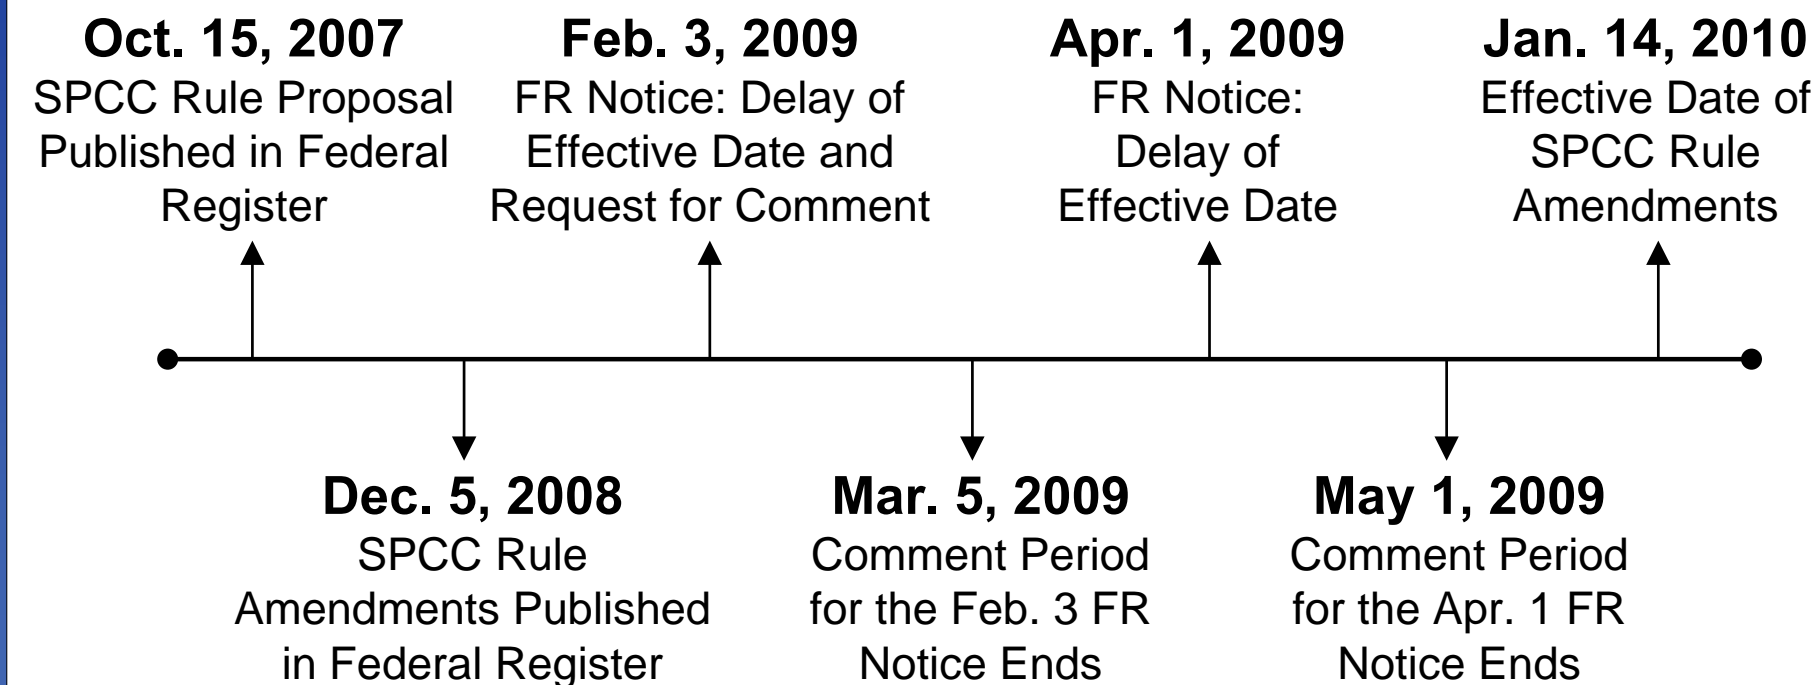 Oct. 15, 2007
SPCC Rule Proposal
Published in Federal
Register
Feb. 3, 2009
FR Notice: Delay of
Effective Date and
Request for Comment
Apr. 1, 2009
FR Notice:
Delay of
Effective Date
Jan. 14, 2010
Effective Date of
SPCC Rule
Amendments
Dec. 5, 2008
SPCC Rule
Amendments Published
in Federal Register
Mar. 5, 2009
Comment Period
for the Feb. 3 FR
Notice Ends
May 1, 2009
Comment Period
for the Apr. 1 FR
Notice Ends